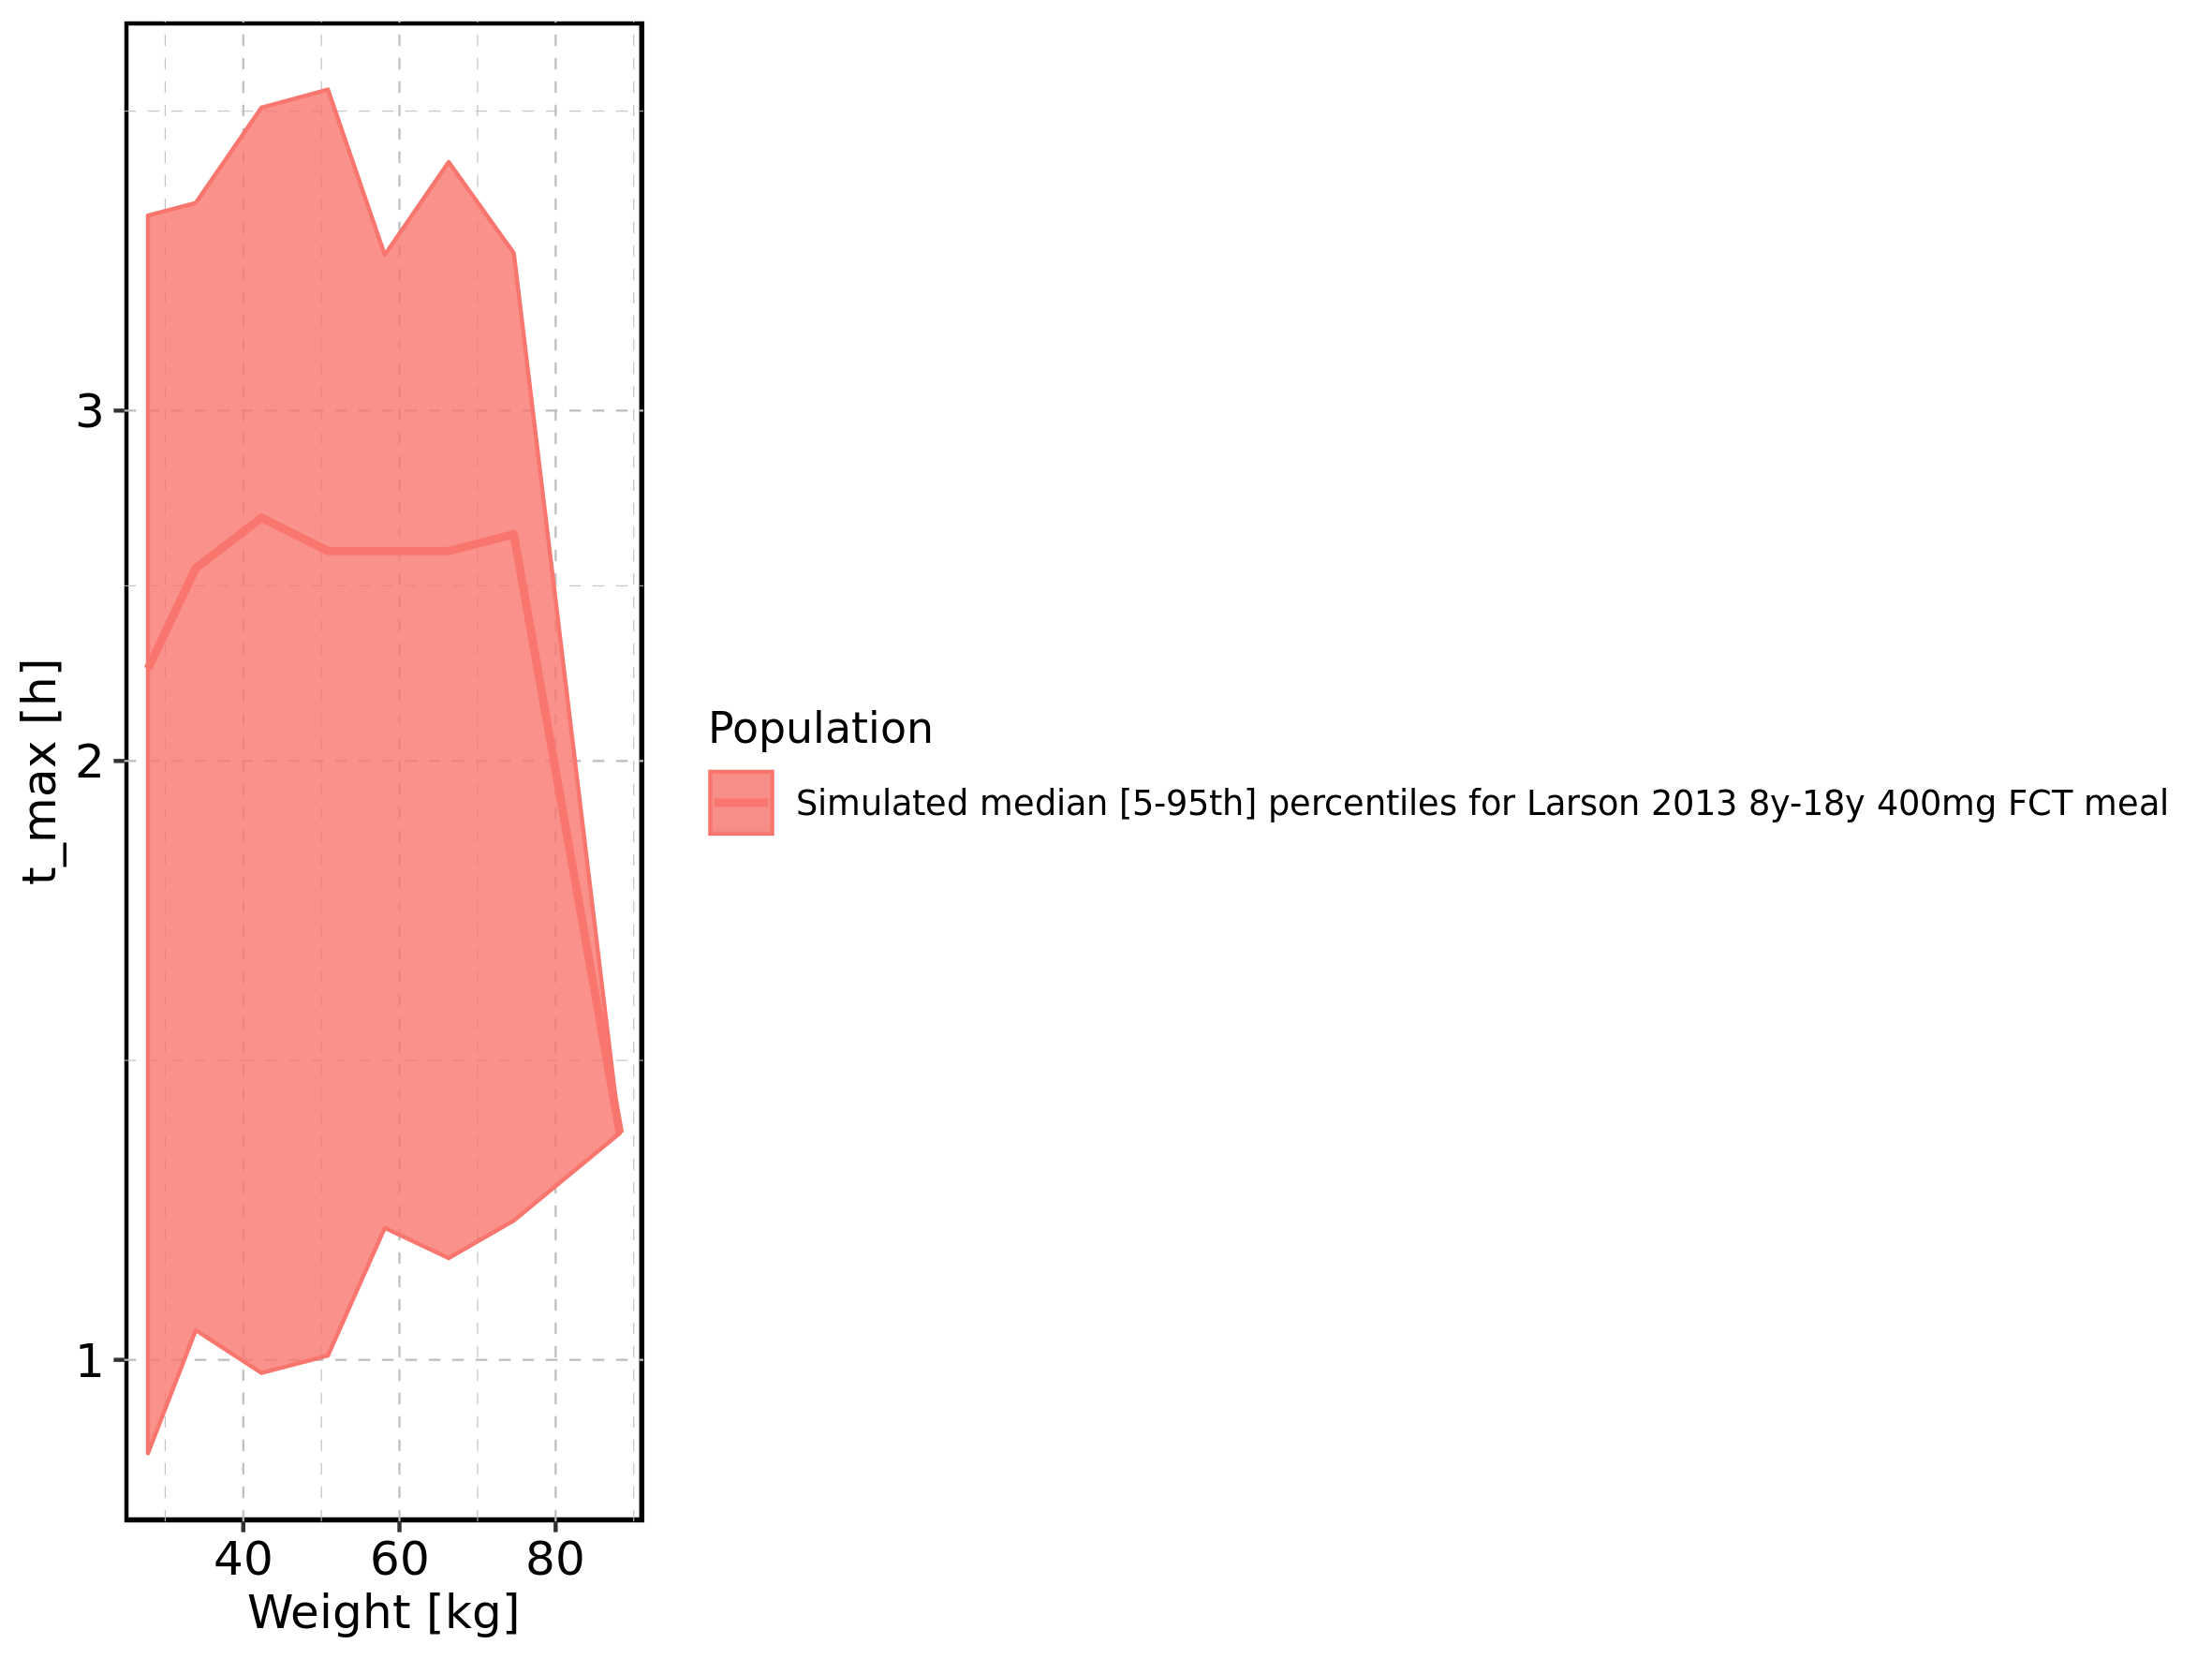 t_max [h]
3
2
1
40 60 80
Weight [kg]
Population
Simulated median [5-95th] percentiles for Larson 2013 8y-18y 400mg FCT meal